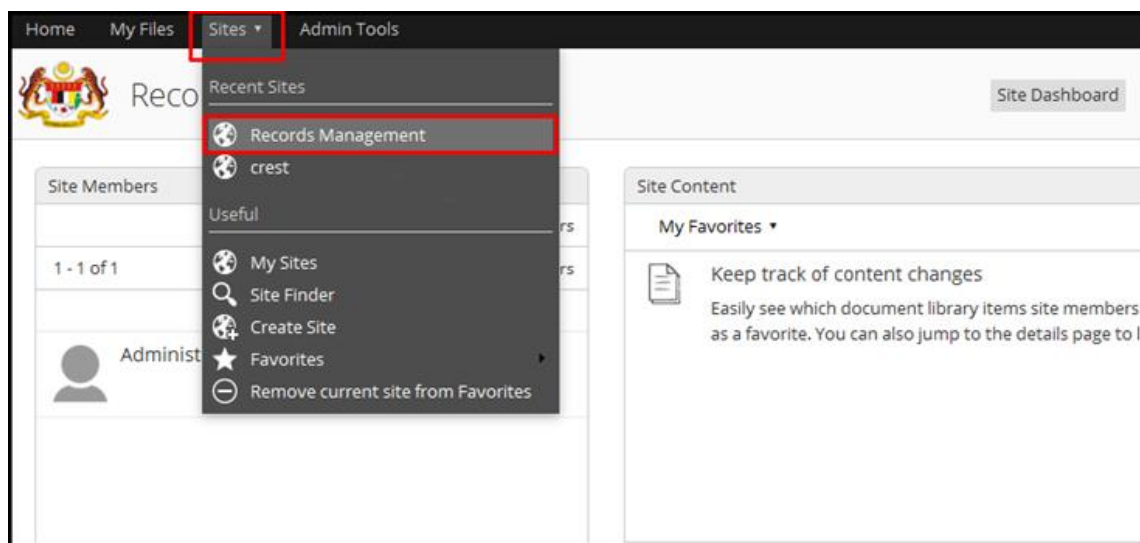 Home My Files Sites ▾ Admin Tools
Reco
Site Dashboard
Recent Sites
Records Management
crest
Useful
My Sites
Site Finder
Create Site
Favorites
Remove current site from Favorites
Site Members
rs
1 - 1 of 1
rs
Administ
Site Content
My Favorites ▾
Keep track of content changes
Easily see which document library items site members
as a favorite. You can also jump to the details page to l